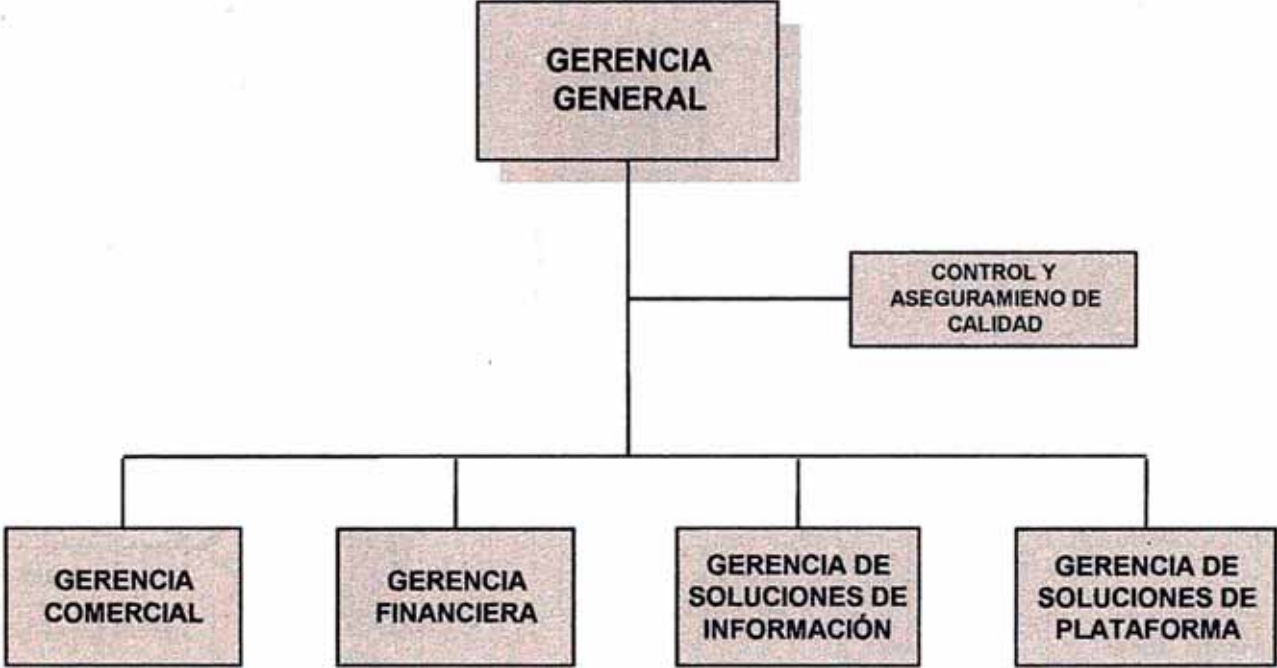 GERENCIA
GENERAL
CONTROL Y
ASEGURAMIENO DE
CALIDAD
GERENCIA
COMERCIAL
GERENCIA
FINANCIERA
GERENCIA DE
SOLUCIONES DE
INFORMACIÓN
GERENCIA DE
SOLUCIONES DE
PLATAFORMA